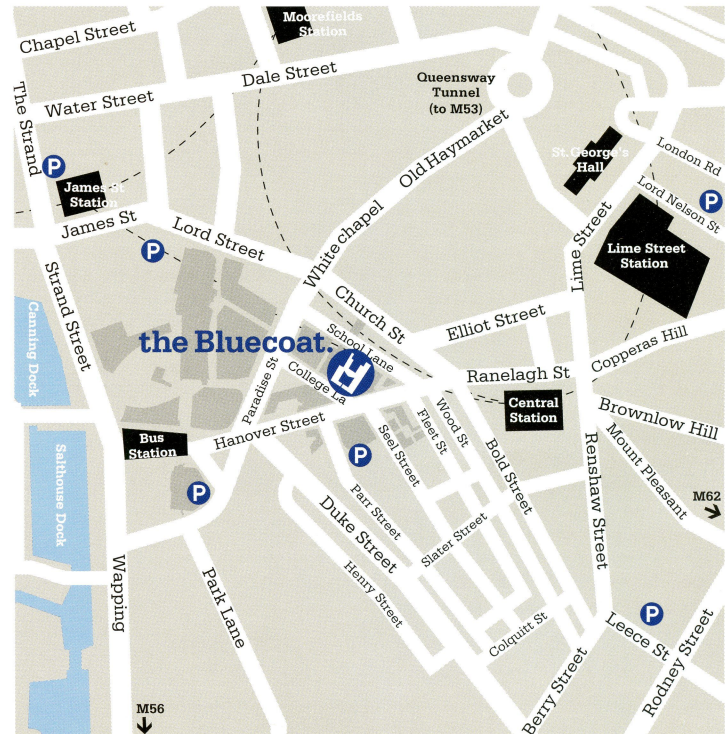 Moorefields
Station
Chapel Street
Dale Street
Queensway
Tunnel
(to M53)
Water Street
The Strand
P
James St
Station
James St
Old Haymarket
St.George's
Hall
London Rd
Lord Nelson St
P
Lime Street
Station
Lime Street
P
Lord Street
White chapel
Church St
Strand Street
Canning Dock
the Bluecoat.
School Lane
Elliot Street
Copperas Hill
Ranelagh St
College La
Paradise St
Central
Station
Brownlow Hill
Bus
Station
Hanover Street
Seel Street
Fleet St
Wood St
Bold Street
Renshaw Street
Mount Pleasant
M62
P
P
Salthouse Dock
Parr Street
Duke Street
Slater Street
Henry Street
Wapping
Park Lane
Colquitt St
P
Leece St
Rodney Street
Berry Street
M56